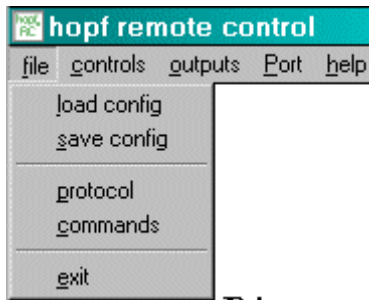 hopf remote control
file controls outputs Port help
load config
save config
protocol
commands
exit